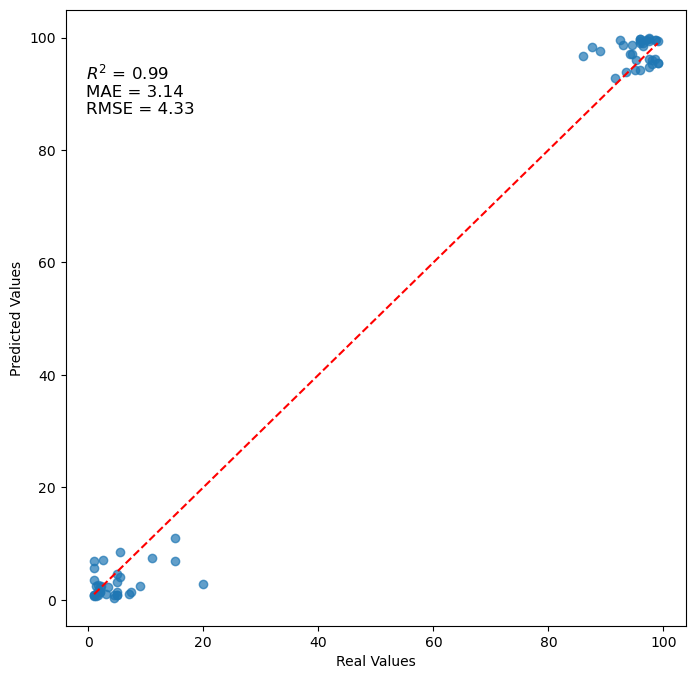 100
80
60
40
20
0
R² = 0.99
MAE = 3.14
RMSE = 4.33
Predicted Values
0 20 40 60 80 100
Real Values